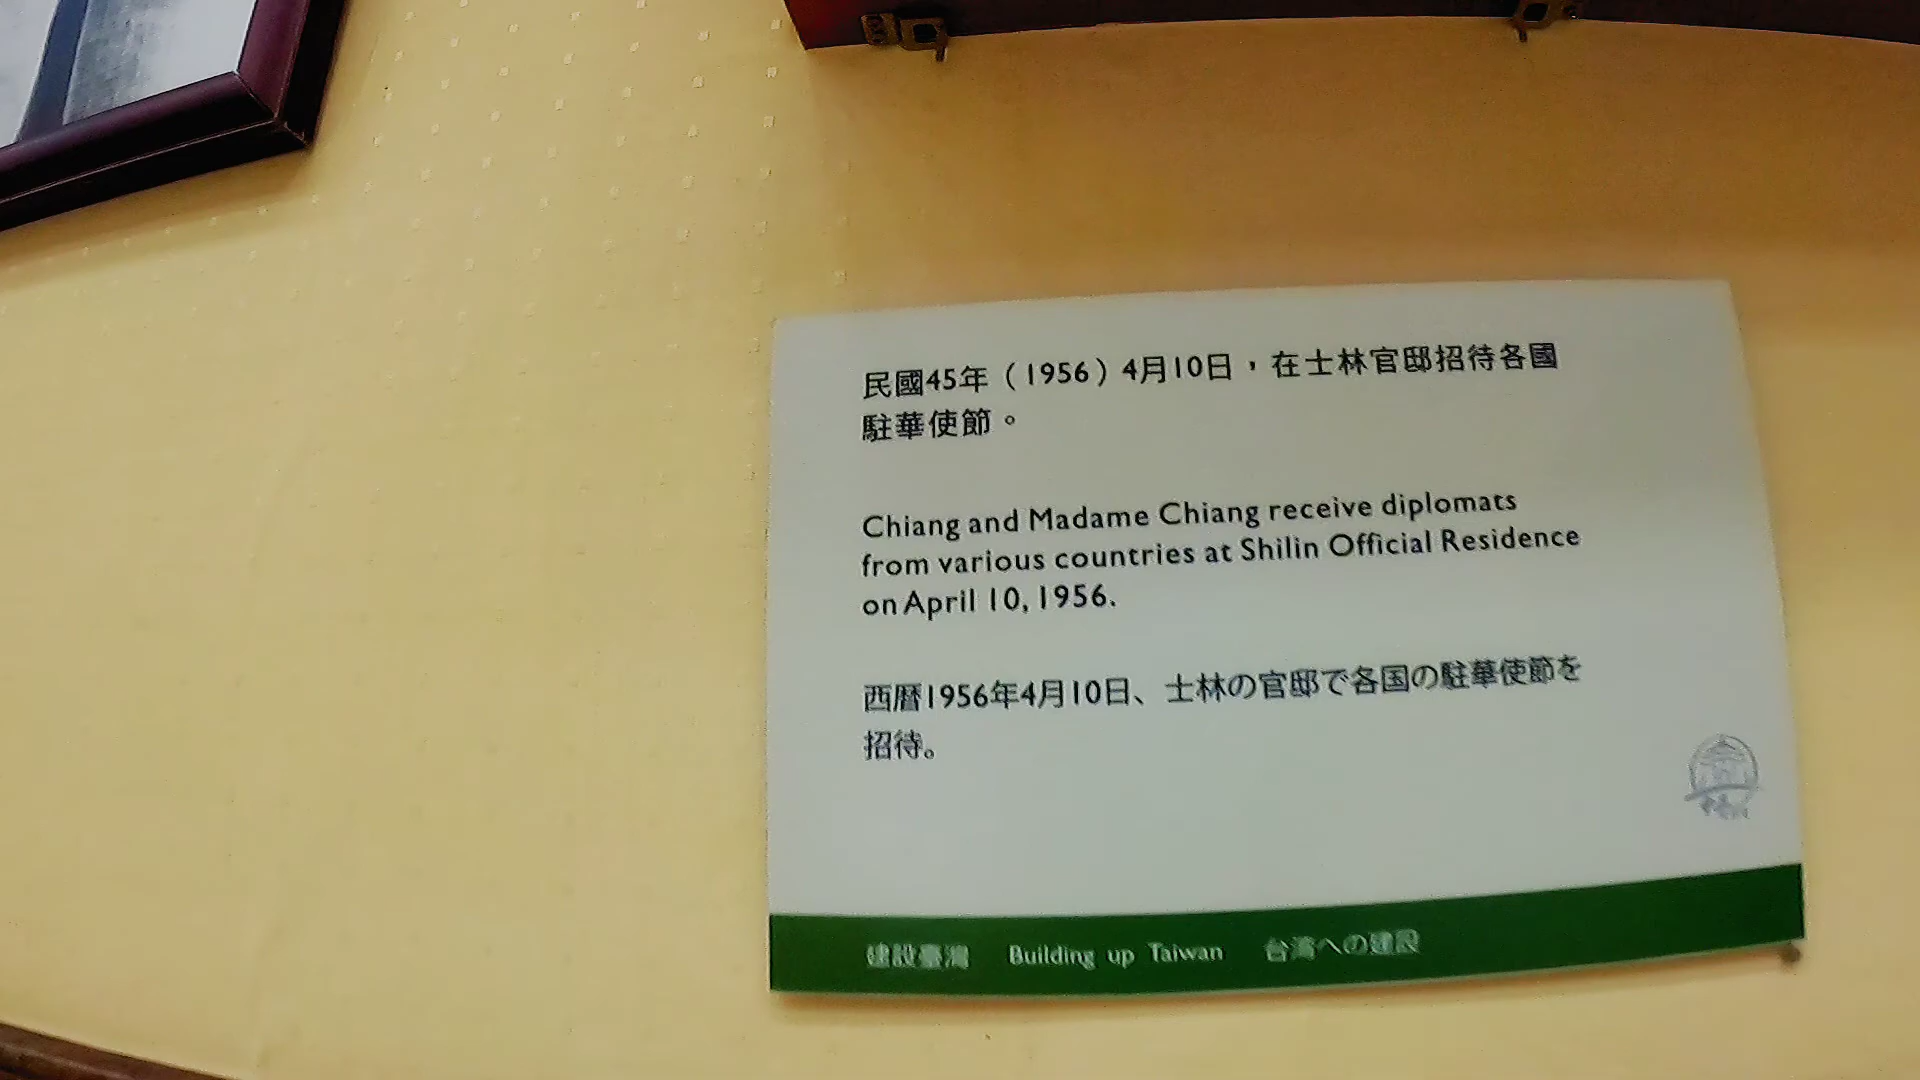 民國45年（1956）4月10日，在士林官邸招待各國
駐華使節。
Chiang and Madame Chiang receive diplomats
from various countries at Shilin Official Residence
on April 10, 1956.
西暦1956年4月10日、士林の官邸で各国の駐華使節を
招待。
建設臺灣 Building up Taiwan 台湾への建設